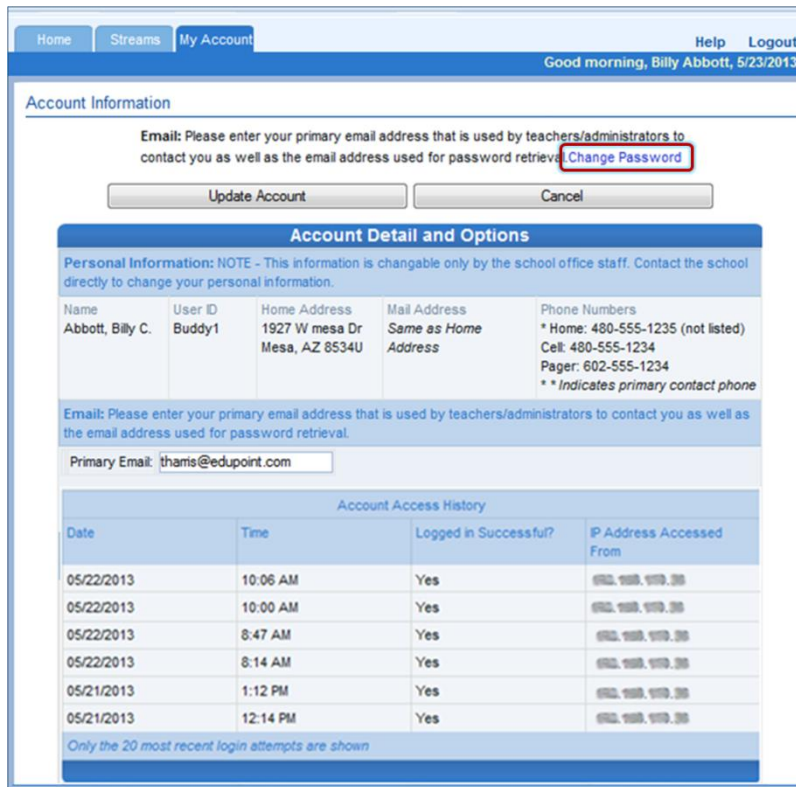 Home Streams My Account
Help Logout
Good morning, Billy Abbott, 5/23/2013
Account Information
Email: Please enter your primary email address that is used by teachers/administrators to
contact you as well as the email address used for password retrieval.Change Password
Update Account Cancel
Account Detail and Options
Personal Information: NOTE - This information is changable only by the school office staff. Contact the school
directly to change your personal information.
Name User ID Home Address Mail Address Phone Numbers
Abbott, Billy C. Buddy1 1927 W mesa Dr Same as Home * Home: 480-555-1235 (not listed)
Mesa, AZ 8534U Address Cell: 480-555-1234
Pager: 602-555-1234
* * Indicates primary contact phone
Email: Please enter your primary email address that is used by teachers/administrators to contact you as well as
the email address used for password retrieval.
Primary Email: tharris@edupoint.com
Account Access History
Date Time Logged in Successful? IP Address Accessed
From
05/22/2013 10:06 AM Yes
05/22/2013 10:00 AM Yes
05/22/2013 8:47 AM Yes
05/22/2013 8:14 AM Yes
05/21/2013 1:12 PM Yes
05/21/2013 12:14 PM Yes
Only the 20 most recent login attempts are shown